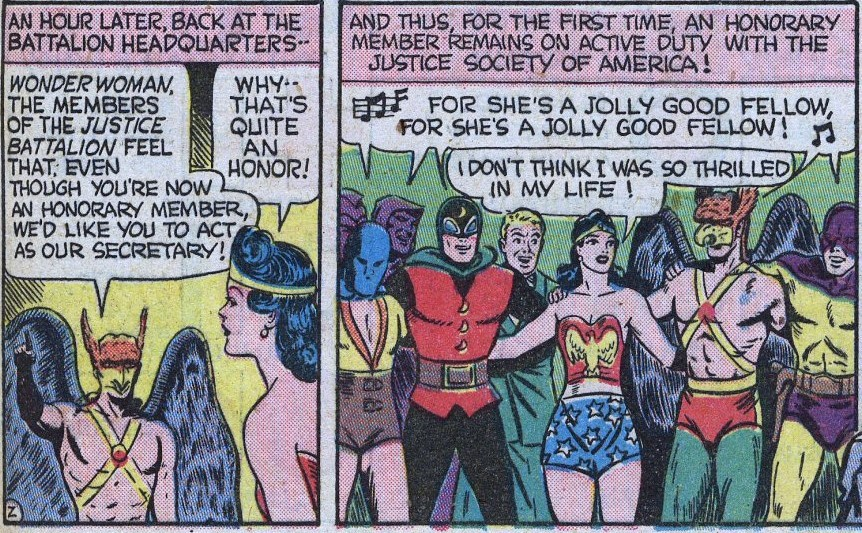 AN HOUR LATER, BACK AT THE
BATTALION HEADQUARTERS--
WONDER WOMAN,
THE MEMBERS
OF THE JUSTICE
BATTALION FEEL
THAT, EVEN
THOUGH YOU'RE NOW
AN HONORARY MEMBER,
WE'D LIKE YOU TO ACT
AS OUR SECRETARY!
WHY--
THAT'S
QUITE
AN
HONOR!
Z
AND THUS, FOR THE FIRST TIME, AN HONORARY
MEMBER REMAINS ON ACTIVE DUTY WITH THE
JUSTICE SOCIETY OF AMERICA!
FOR SHE'S A JOLLY GOOD FELLOW,
FOR SHE'S A JOLLY GOOD FELLOW!
I DON'T THINK I WAS SO THRILLED
IN MY LIFE!